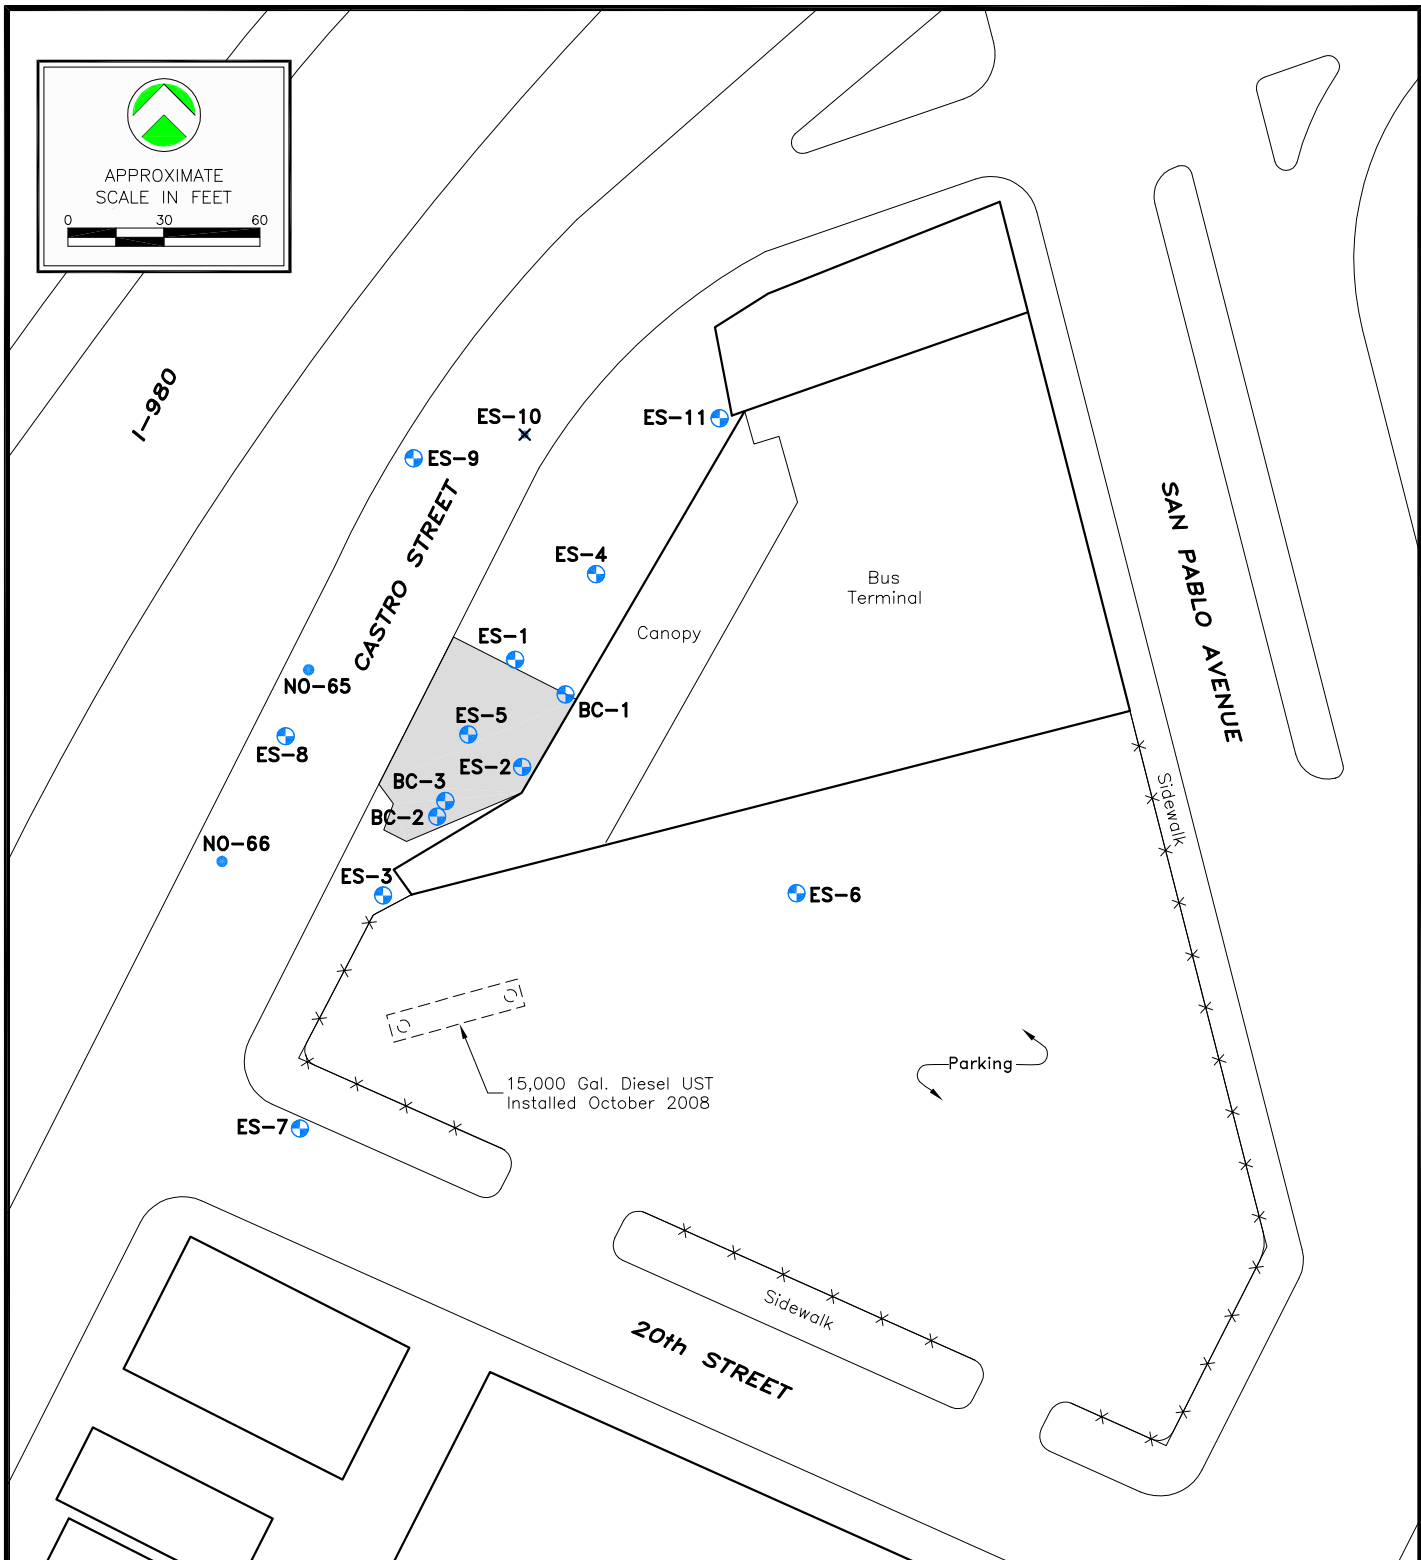 APPROXIMATE
SCALE IN FEET
0 30 60
I-980
ES-10
ES-11
ES-9
CASTRO STREET
SAN PABLO AVENUE
ES-4
Bus
Terminal
Canopy
ES-1
NO-65
BC-1
ES-5
ES-8
ES-2
BC-3
BC-2
Sidewalk
NO-66
ES-3
ES-6
Parking
15,000 Gal. Diesel UST
Installed October 2008
ES-7
Sidewalk
20th STREET